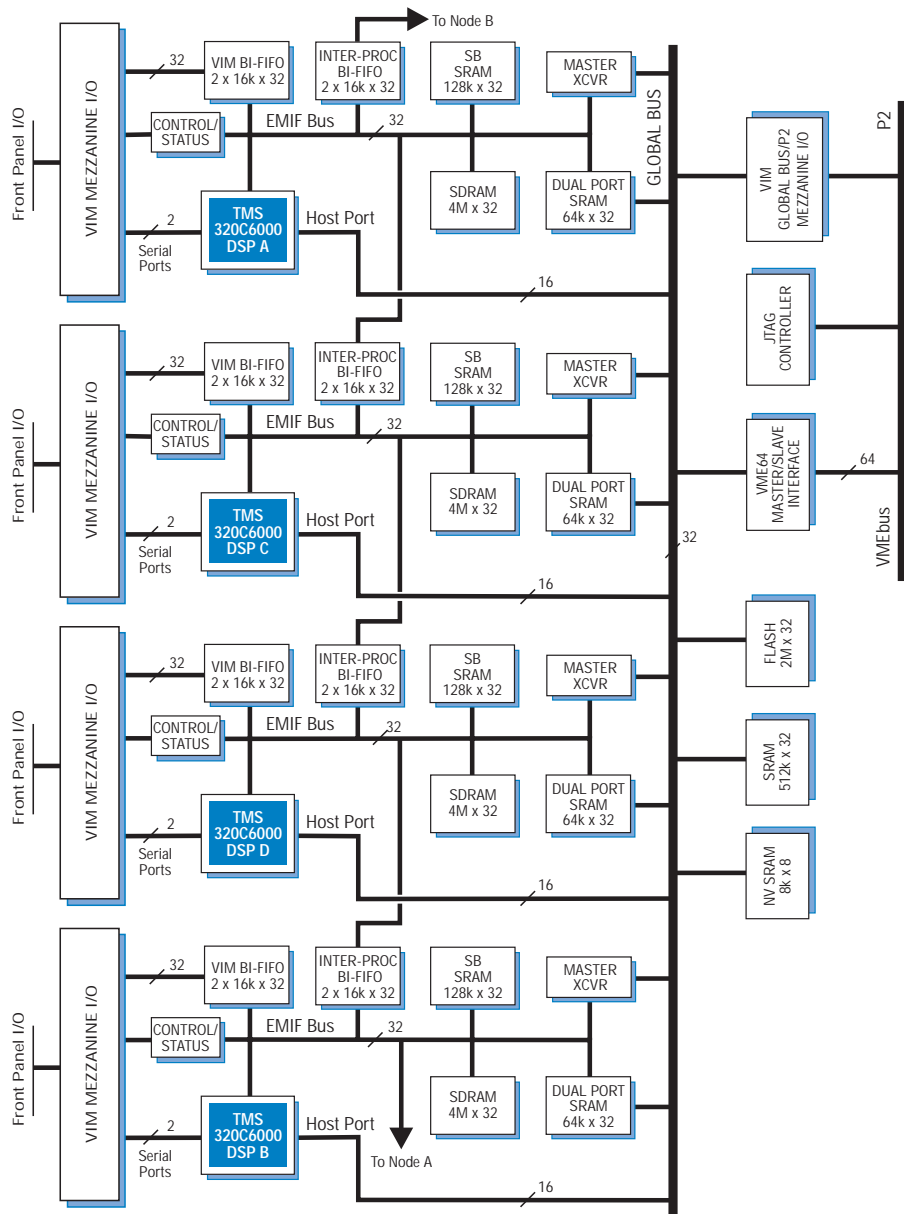 To Node B
Front Panel I/O
VIM MEZZANINE I/O
32
VIM BI-FIFO
2 x 16k x 32
INTER-PROC
BI-FIFO
2 x 16k x 32
SB
SRAM
128k x 32
MASTER
XCVR
CONTROL/
STATUS
EMIF Bus
32
2
Serial
Ports
TMS
320C6000
DSP A
Host Port
SDRAM
4M x 32
DUAL PORT
SRAM
64k x 32
16
GLOBAL BUS
VIM
GLOBAL BUS/P2
MEZZANINE I/O
P2
JTAG
CONTROLLER
Front Panel I/O
VIM MEZZANINE I/O
32
VIM BI-FIFO
2 x 16k x 32
INTER-PROC
BI-FIFO
2 x 16k x 32
SB
SRAM
128k x 32
MASTER
XCVR
CONTROL/
STATUS
EMIF Bus
32
2
Serial
Ports
TMS
320C6000
DSP C
Host Port
SDRAM
4M x 32
DUAL PORT
SRAM
64k x 32
16
VME64
MASTER/SLAVE
INTERFACE
64
VMEbus
32
Front Panel I/O
VIM MEZZANINE I/O
32
VIM BI-FIFO
2 x 16k x 32
INTER-PROC
BI-FIFO
2 x 16k x 32
SB
SRAM
128k x 32
MASTER
XCVR
CONTROL/
STATUS
EMIF Bus
32
2
Serial
Ports
TMS
320C6000
DSP D
Host Port
SDRAM
4M x 32
DUAL PORT
SRAM
64k x 32
16
FLASH
2M x 32
SRAM
512k x 32
NV SRAM
8k x 8
Front Panel I/O
VIM MEZZANINE I/O
32
VIM BI-FIFO
2 x 16k x 32
INTER-PROC
BI-FIFO
2 x 16k x 32
SB
SRAM
128k x 32
MASTER
XCVR
CONTROL/
STATUS
EMIF Bus
32
2
Serial
Ports
TMS
320C6000
DSP B
Host Port
SDRAM
4M x 32
DUAL PORT
SRAM
64k x 32
To Node A
16